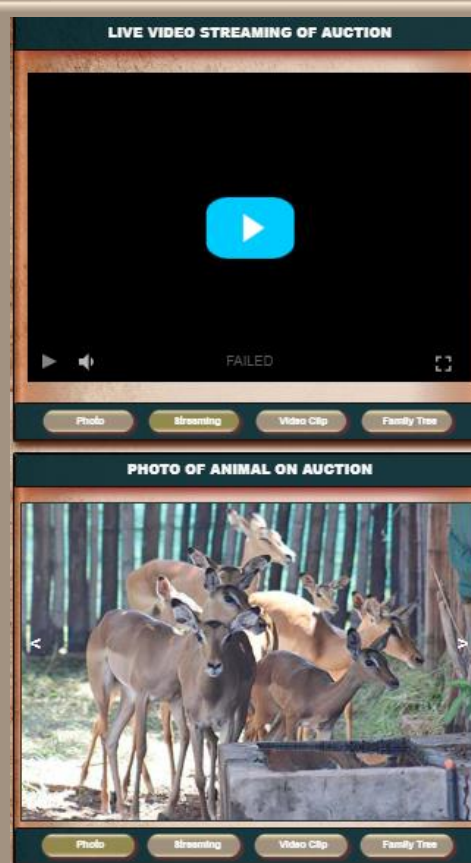 LIVE VIDEO STREAMING OF AUCTION
FAILED
Photo Streaming Video Clip Family Tree
PHOTO OF ANIMAL ON AUCTION
< >
Photo Streaming Video Clip Family Tree